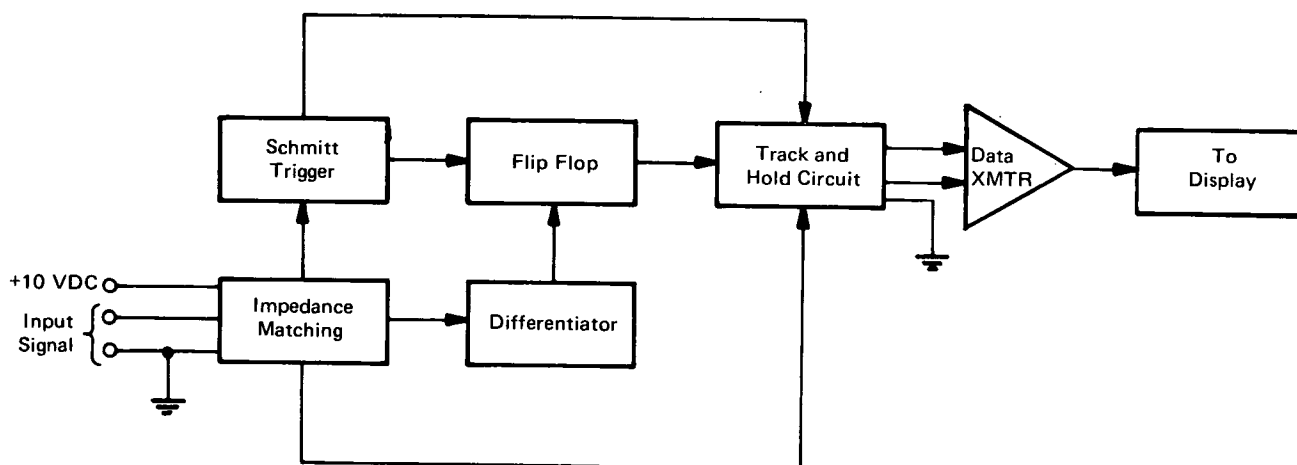 Schmitt
Trigger
Flip Flop
Track and
Hold Circuit
Data
XMTR
To
Display
+10 VDC
Input
Signal
Impedance
Matching
Differentiator